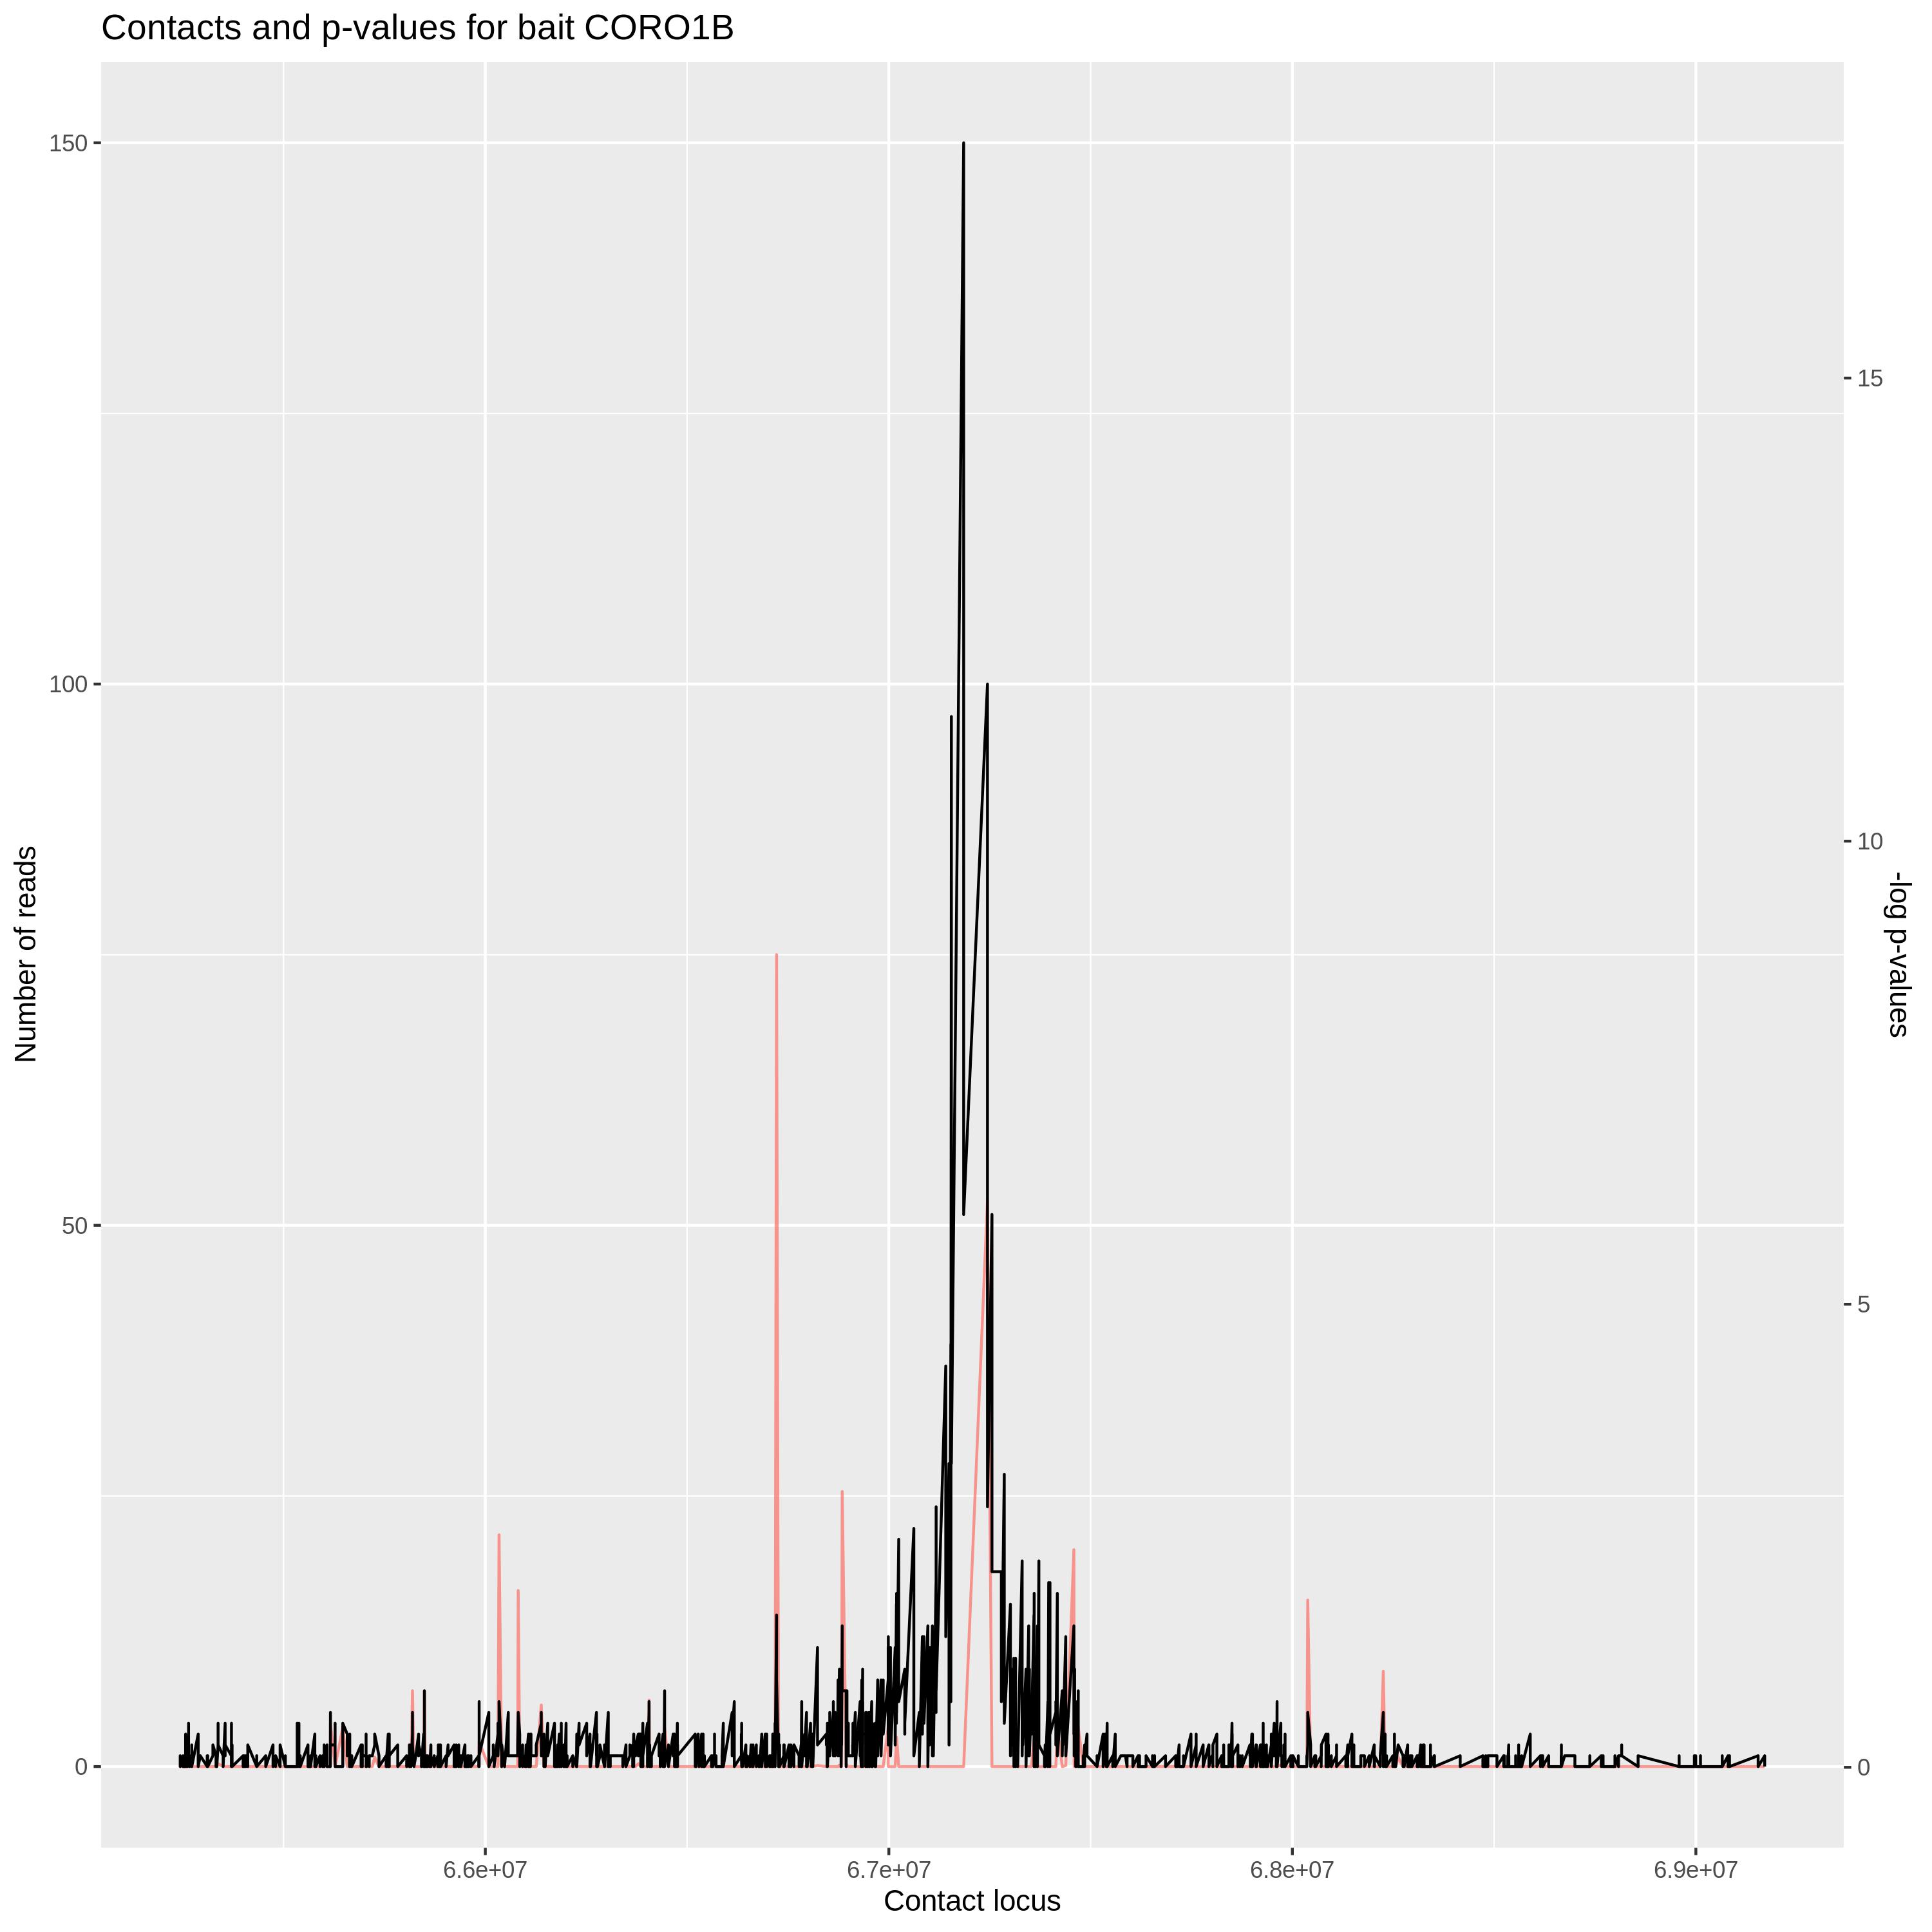 Contacts and p-values for bait CORO1B
150
100
50
0
Number of reads
15
10
5
0
-log p-values
6.6e+07 6.7e+07 6.8e+07 6.9e+07
Contact locus